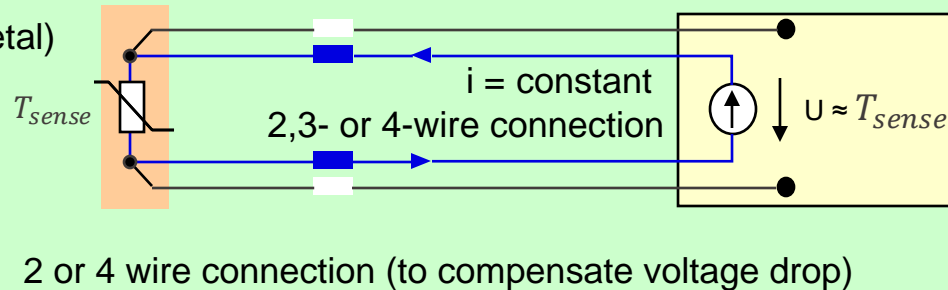 etal)
i = constant
T_sense
2,3- or 4-wire connection
U ≈ T_sense
2 or 4 wire connection (to compensate voltage drop)